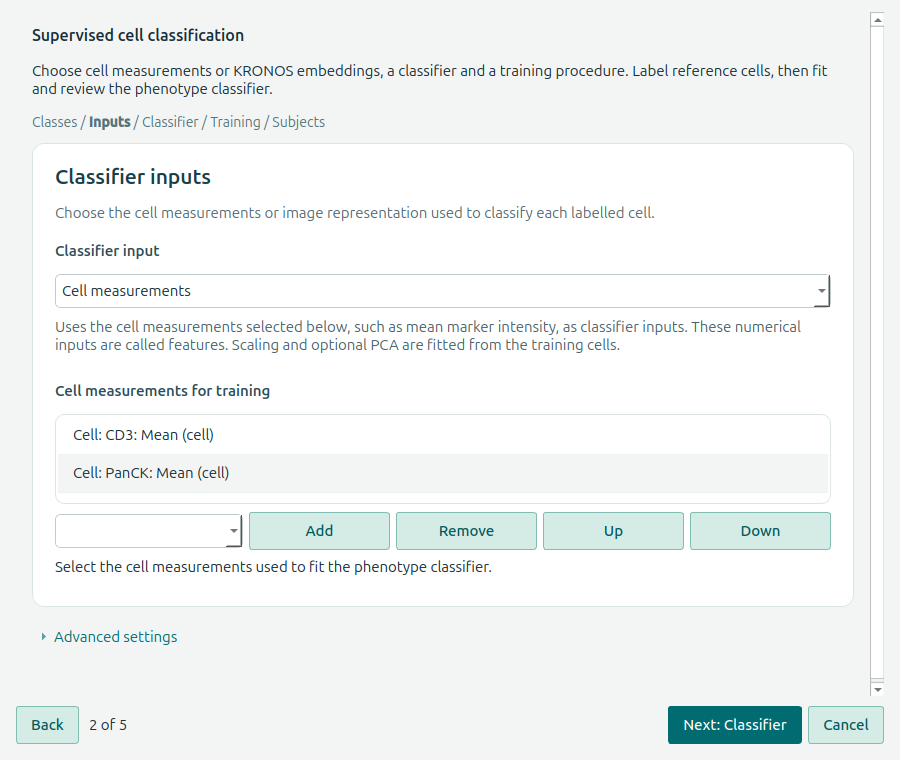 Supervised cell classification
Choose cell measurements or KRONOS embeddings, a classifier and a training procedure. Label reference cells, then fit
and review the phenotype classifier.
Classes / Inputs / Classifier / Training / Subjects
Classifier inputs
Choose the cell measurements or image representation used to classify each labelled cell.
Classifier input
Cell measurements
Uses the cell measurements selected below, such as mean marker intensity, as classifier inputs. These numerical
inputs are called features. Scaling and optional PCA are fitted from the training cells.
Cell measurements for training
Cell: CD3: Mean (cell)
Cell: PanCK: Mean (cell)
Add Remove Up Down
Select the cell measurements used to fit the phenotype classifier.
Advanced settings
Back 2 of 5 Next: Classifier Cancel